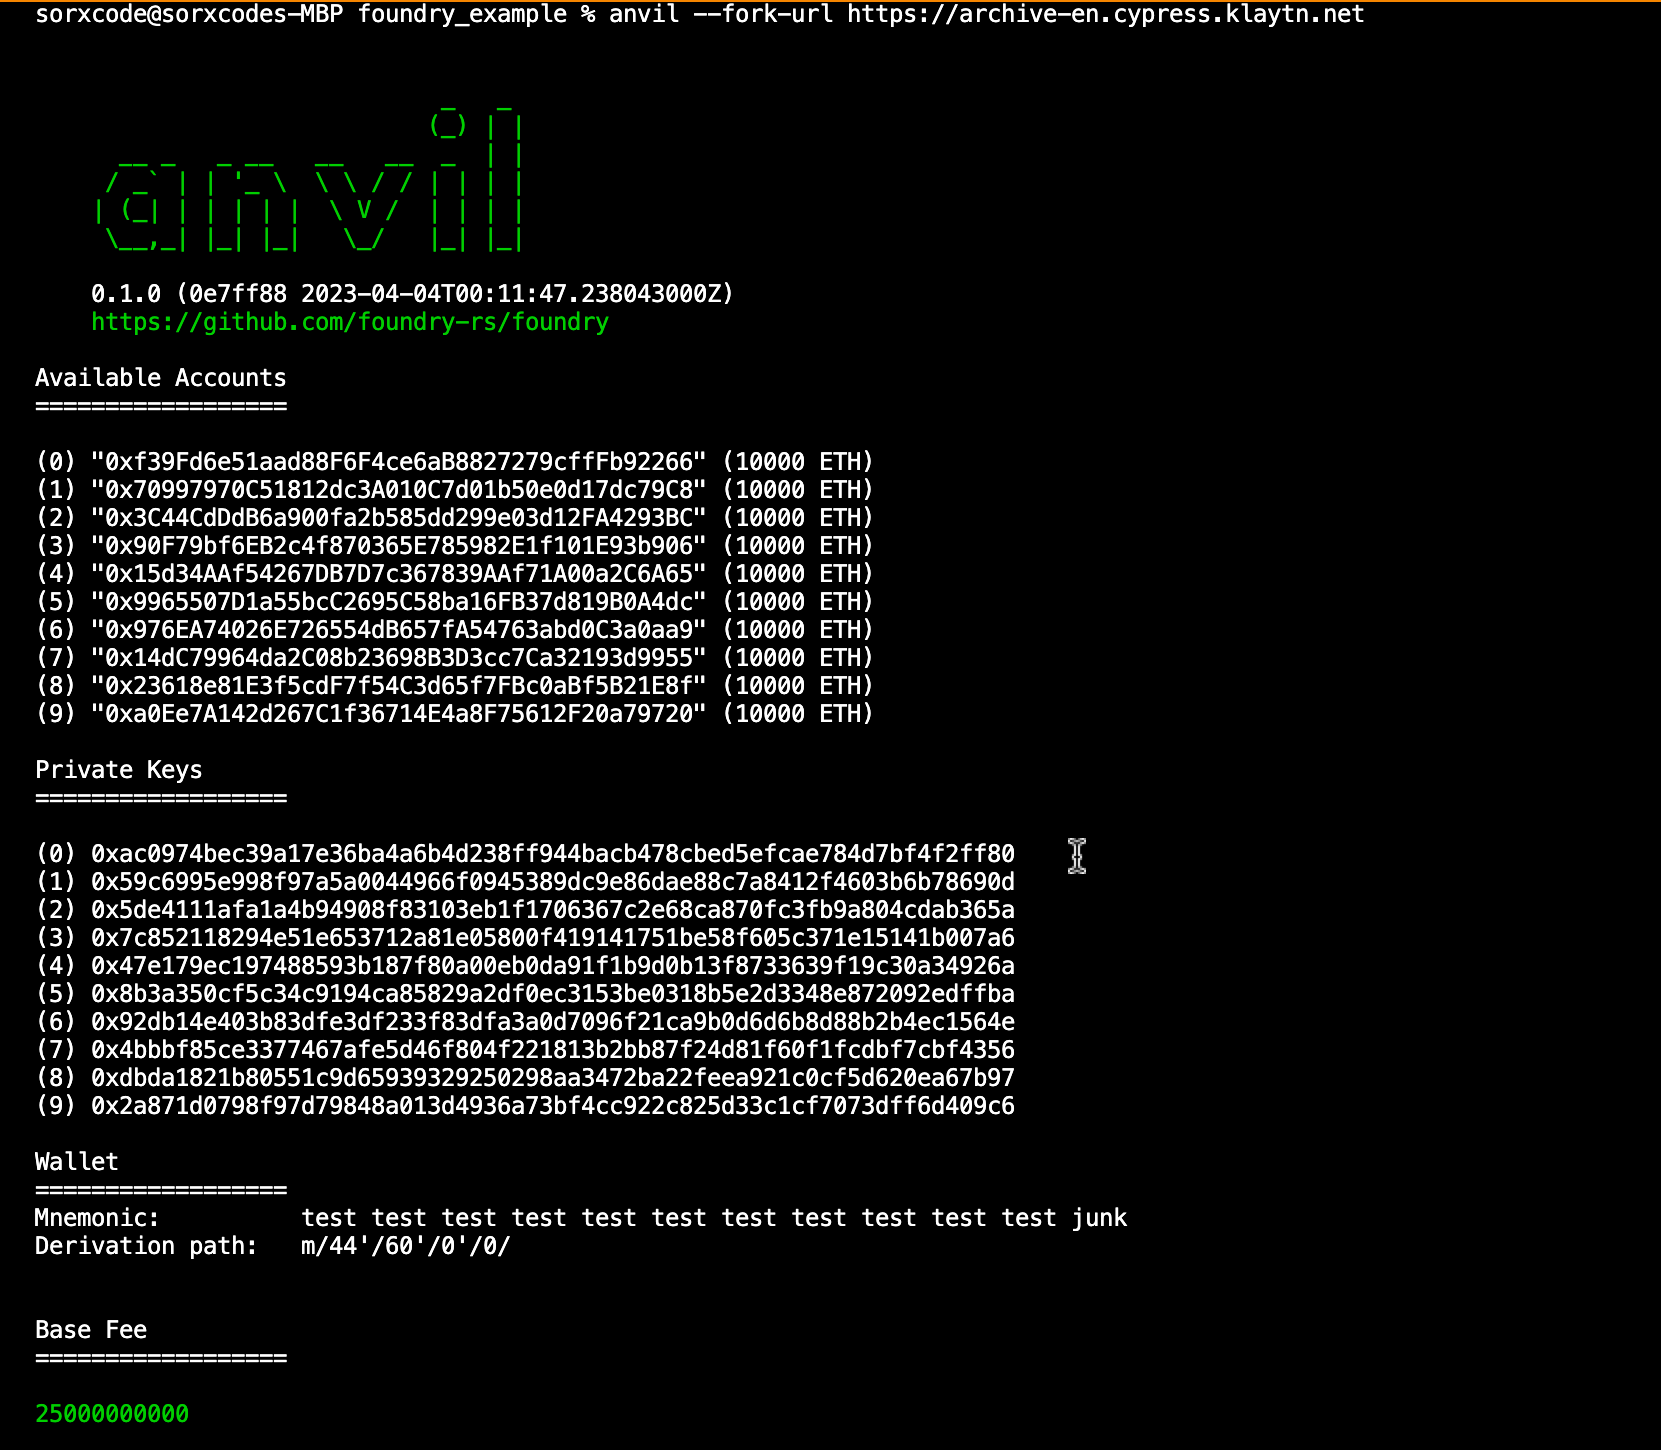 sorxcode@sorxcodes-MBP foundry_example % anvil --fork-url https://archive-en.cypress.klaytn.net
anvil
0.1.0 (0e7ff88 2023-04-04T00:11:47.238043000Z)
https://github.com/foundry-rs/foundry
Available Accounts
==================
(0) "0xf39Fd6e51aad88F6F4ce6aB8827279cffFb92266" (10000 ETH)
(1) "0x70997970C51812dc3A010C7d01b50e0d17dc79C8" (10000 ETH)
(2) "0x3C44CdDdB6a900fa2b585dd299e03d12FA4293BC" (10000 ETH)
(3) "0x90F79bf6EB2c4f870365E785982E1f101E93b906" (10000 ETH)
(4) "0x15d34AAf54267DB7D7c367839AAf71A00a2C6A65" (10000 ETH)
(5) "0x9965507D1a55bcC2695C58ba16FB37d819B0A4dc" (10000 ETH)
(6) "0x976EA74026E726554dB657fA54763abd0C3a0aa9" (10000 ETH)
(7) "0x14dC79964da2C08b23698B3D3cc7Ca32193d9955" (10000 ETH)
(8) "0x23618e81E3f5cdF7f54C3d65f7FBc0aBf5B21E8f" (10000 ETH)
(9) "0xa0Ee7A142d267C1f36714E4a8F75612F20a79720" (10000 ETH)
Private Keys
==================
(0) 0xac0974bec39a17e36ba4a6b4d238ff944bacb478cbed5efcae784d7bf4f2ff80
(1) 0x59c6995e998f97a5a0044966f0945389dc9e86dae88c7a8412f4603b6b78690d
(2) 0x5de4111afa1a4b94908f83103eb1f1706367c2e68ca870fc3fb9a804cdab365a
(3) 0x7c852118294e51e653712a81e05800f419141751be58f605c371e15141b007a6
(4) 0x47e179ec197488593b187f80a00eb0da91f1b9d0b13f8733639f19c30a34926a
(5) 0x8b3a350cf5c34c9194ca85829a2df0ec3153be0318b5e2d3348e872092edffba
(6) 0x92db14e403b83dfe3df233f83dfa3a0d7096f21ca9b0d6d6b8d88b2b4ec1564e
(7) 0x4bbbf85ce3377467afe5d46f804f221813b2bb87f24d81f60f1fcdbf7cbf4356
(8) 0xdbda1821b80551c9d65939329250298aa3472ba22feea921c0cf5d620ea67b97
(9) 0x2a871d0798f97d79848a013d4936a73bf4cc922c825d33c1cf7073dff6d409c6
Wallet
==================
Mnemonic:          test test test test test test test test test test test junk
Derivation path:   m/44'/60'/0'/0/
Base Fee
==================
25000000000